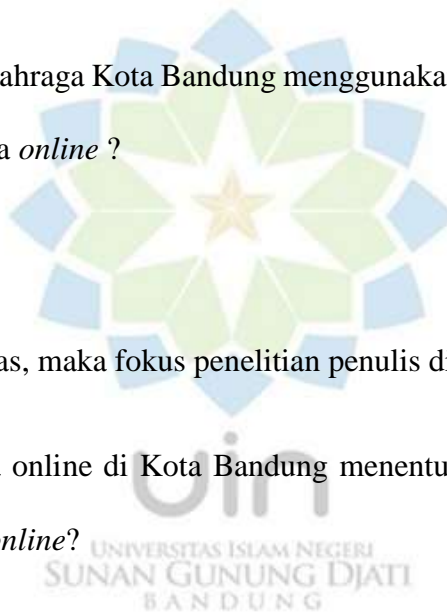 ahraga Kota Bandung menggunaka
a online ?
as, maka fokus penelitian penulis di
online di Kota Bandung menentu
nline?
uin
UNIVERSITAS ISLAM NEGERI
SUNAN GUNUNG DJATI
BANDUNG